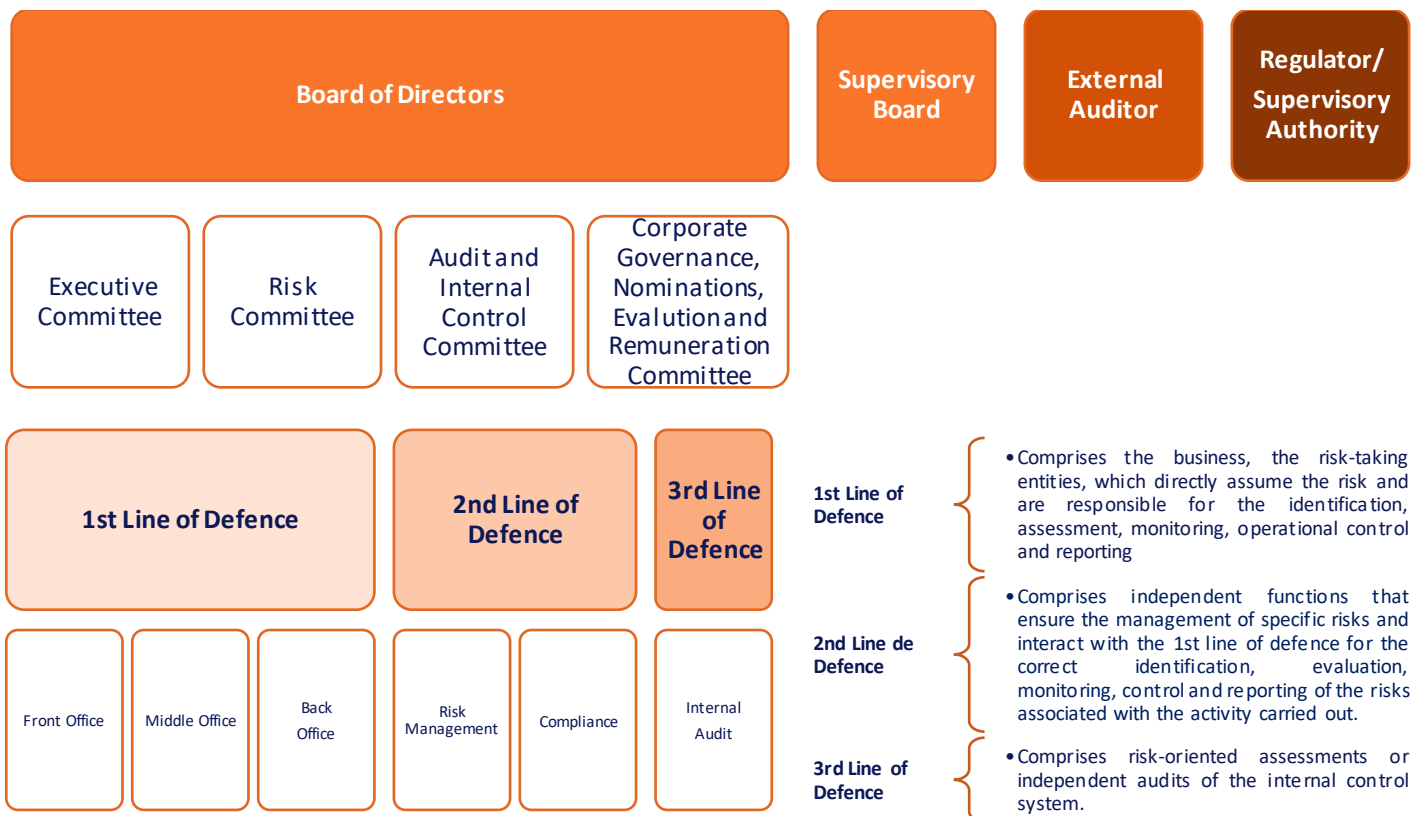 Board of Directors
Supervisory
Board
External
Auditor
Regulator/
Supervisory
Authority
Executive
Committee
Risk
Committee
Audit and
Internal
Control
Committee
Corporate
Governance,
Nominations,
Evalution and
Remuneration
Committee
1st Line of Defence
2nd Line of
Defence
3rd Line
of
Defence
Front Office
Middle Office
Back
Office
Risk
Management
Compliance
Internal
Audit
1st Line of
Defence
•Comprises the business, the risk-taking
entities, which directly assume the risk and
are responsible for the identification,
assessment, monitoring, operational control
and reporting
2nd Line de
Defence
•Comprises independent functions that
ensure the management of specific risks and
interact with the 1st line of defence for the
correct identification, evaluation,
monitoring, control and reporting of the risks
associated with the activity carried out.
3rd Line of
Defence
•Comprises risk-oriented assessments or
independent audits of the internal control
system.